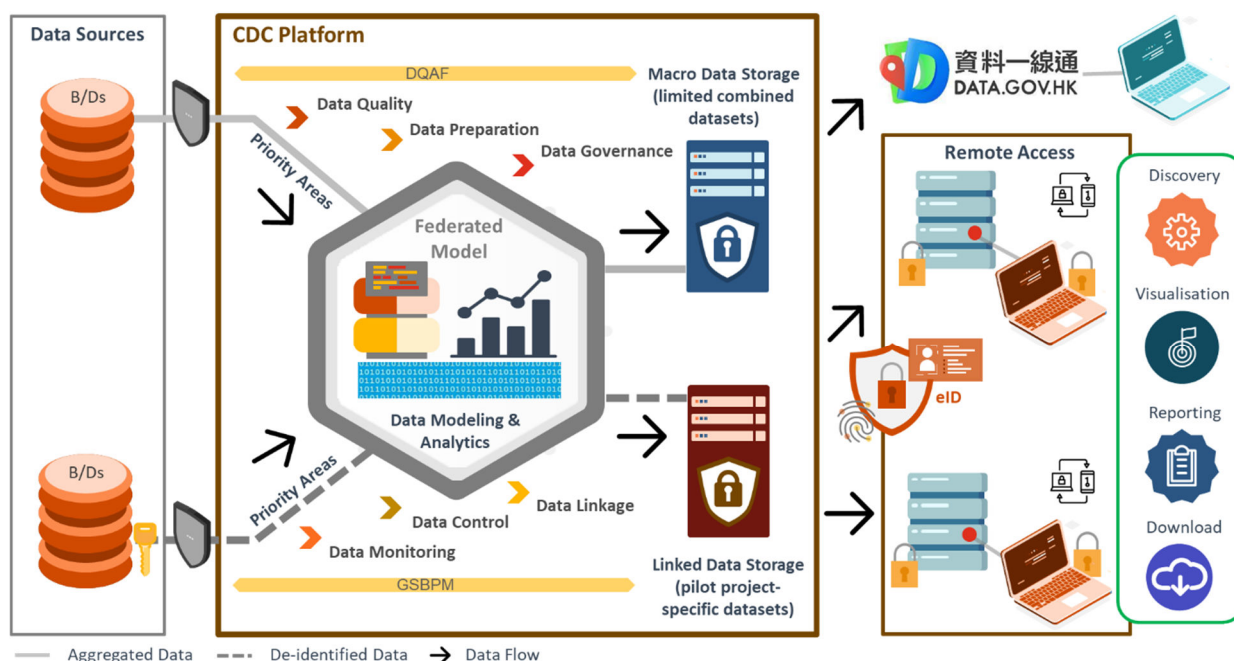 Data Sources
B/Ds
B/Ds
CDC Platform
DQAF
Data Quality
Data Preparation
Data Governance
Priority Areas
Federated
Model
Data Modeling &
Analytics
Priority Areas
Data Linkage
Data Control
Data Monitoring
GSBPM
Macro Data Storage
(limited combined
datasets)
Linked Data Storage
(pilot project-
specific datasets)
資料一線通
DATA.GOV.HK
Remote Access
eID
Discovery
Visualisation
Reporting
Download
Aggregated Data
De-identified Data
Data Flow